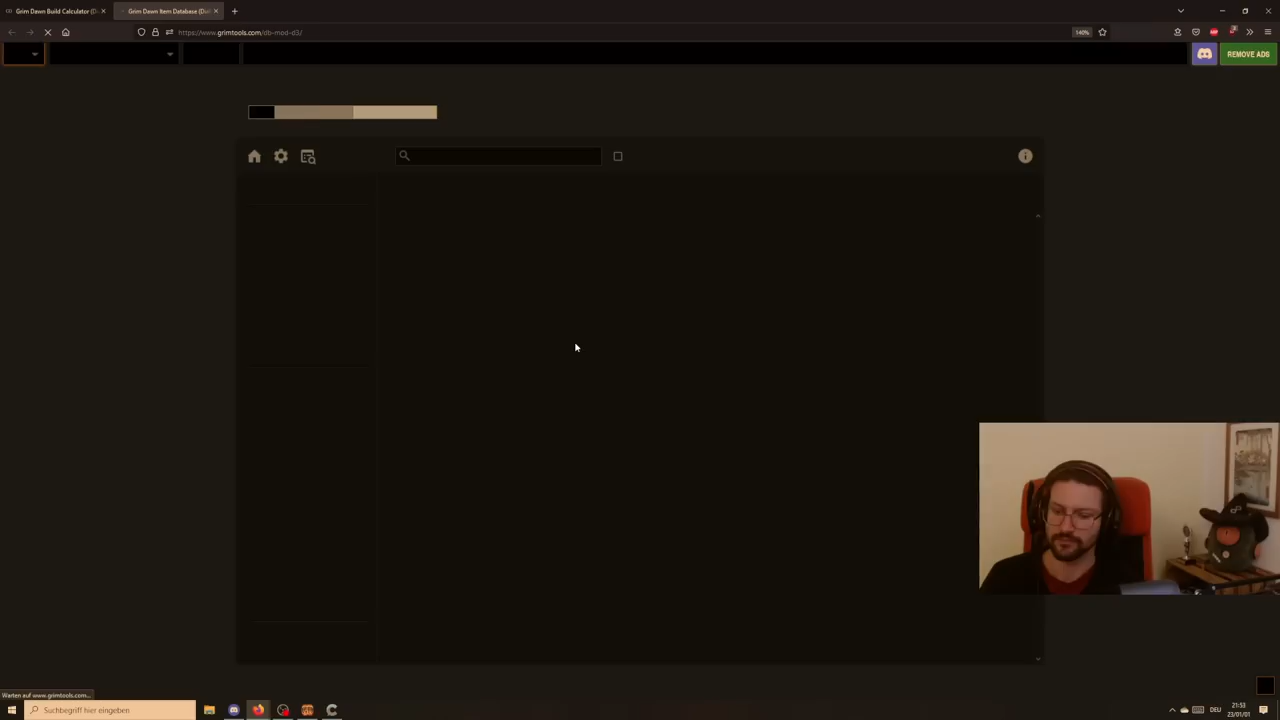 Grim Dawn Build Calculator (D
Grim Dawn Item Database (Du
https://www.grimtools.com/db-mod-d3/
140%
REMOVE ADS
Warten auf www.grimtools.com...
Suchbegriff hier eingeben
DEU
21:53
23/01/01